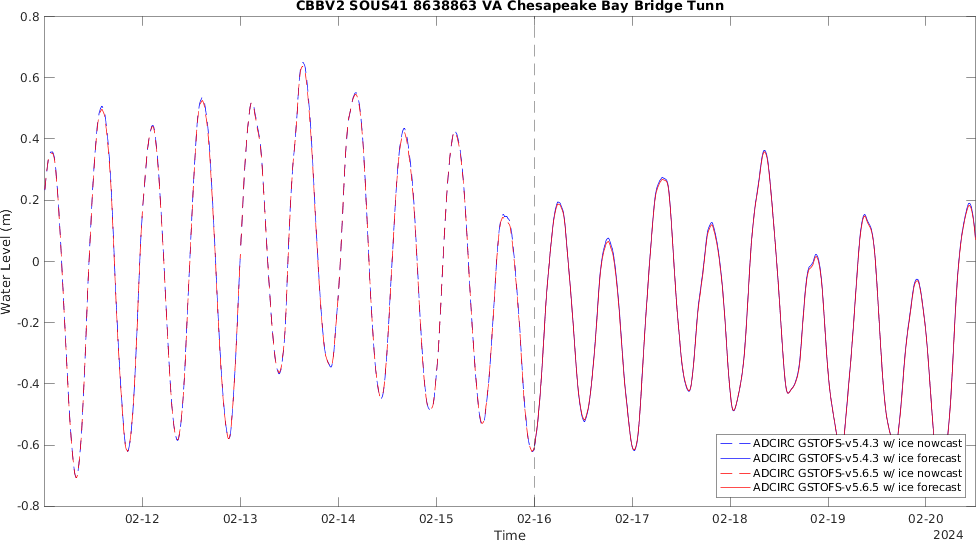 CBBV2 SOUS41 8638863 VA Chesapeake Bay Bridge Tunn
0.8
0.6
0.4
0.2
0
-0.2
-0.4
-0.6
-0.8
Water Level (m)
ADCIRC GSTOFS-v5.4.3 w/ ice nowcast
ADCIRC GSTOFS-v5.4.3 w/ ice forecast
ADCIRC GSTOFS-v5.6.5 w/ ice nowcast
ADCIRC GSTOFS-v5.6.5 w/ ice forecast
02-12 02-13 02-14 02-15 02-16 02-17 02-18 02-19 02-20
Time
2024